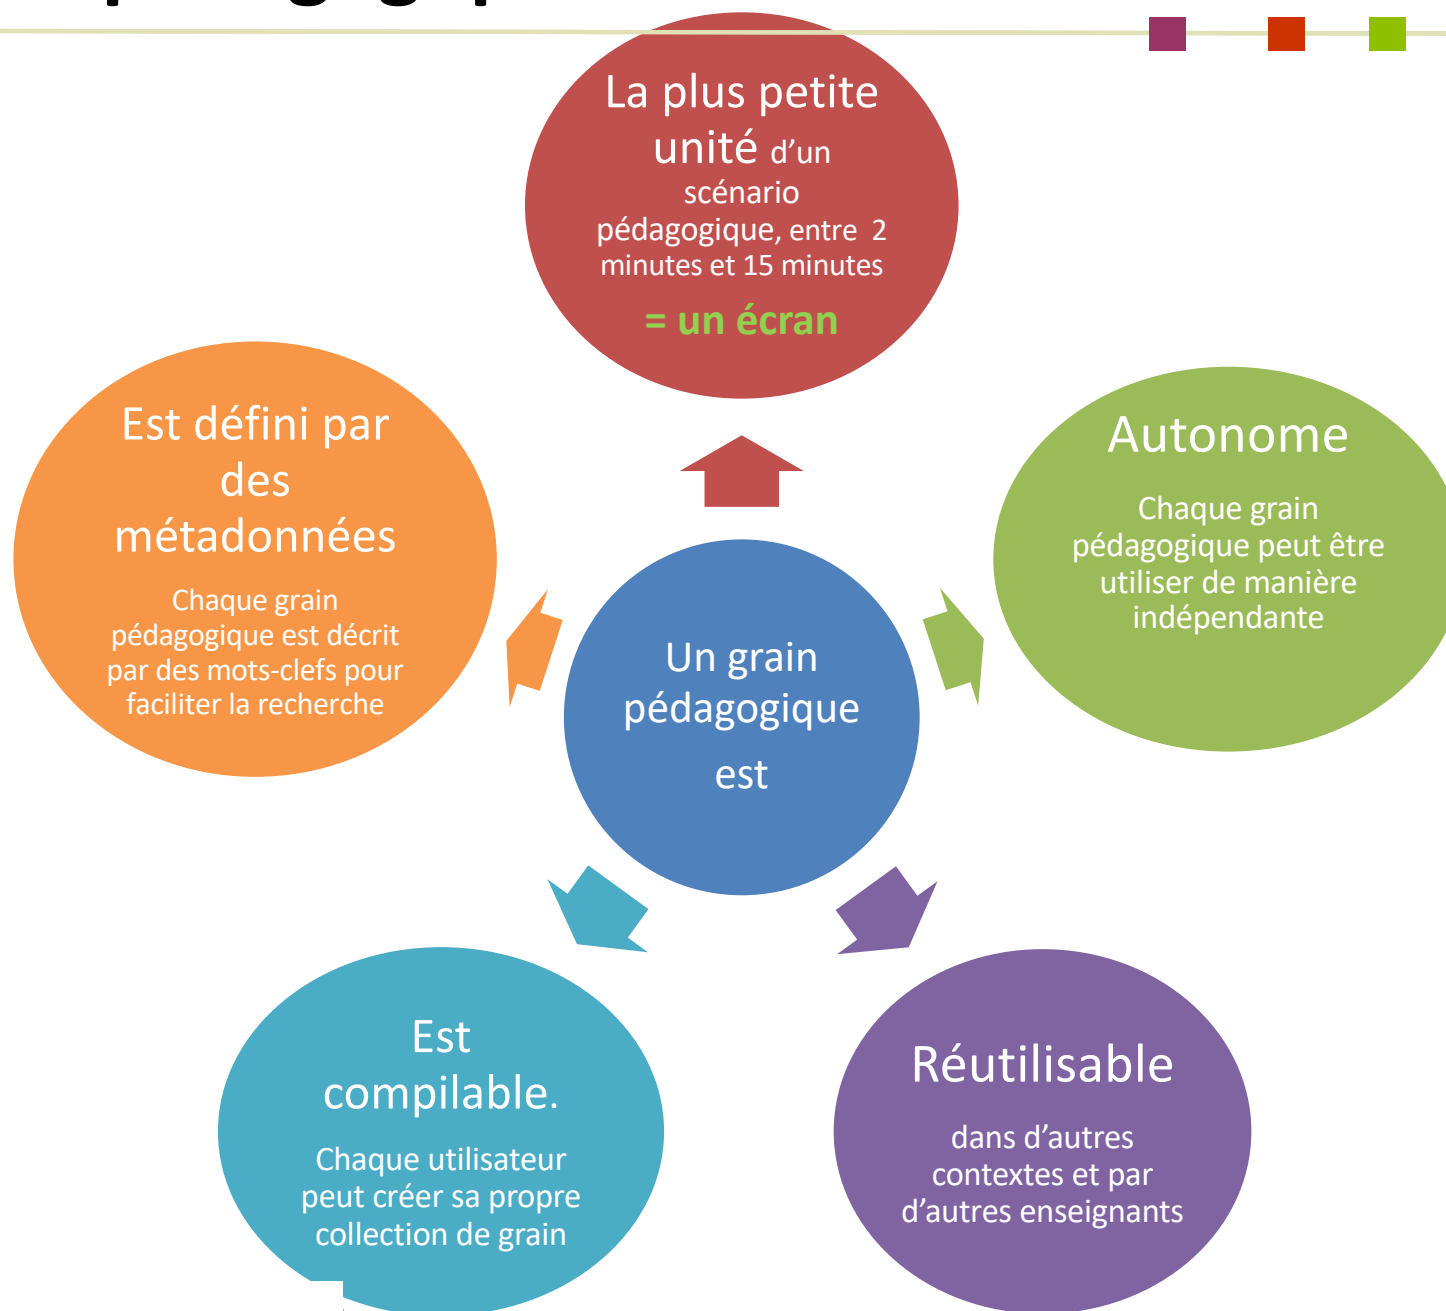 La plus petite
unité d’un
scénario
pédagogique, entre 2
minutes et 15 minutes
= un écran
Autonome
Chaque grain
pédagogique peut être
utiliser de manière
indépendante
Est défini par
des
métadonnées
Chaque grain
pédagogique est décrit
par des mots-clefs pour
faciliter la recherche
Un grain
pédagogique
est
Est
compilable.
Chaque utilisateur
peut créer sa propre
collection de grain
Réutilisable
dans d’autres
contextes et par
d’autres enseignants